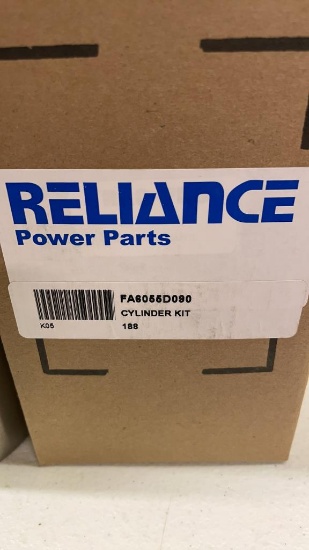 RELIANCE
Power Parts
FA6055D090
CYLINDER KIT
K05
188